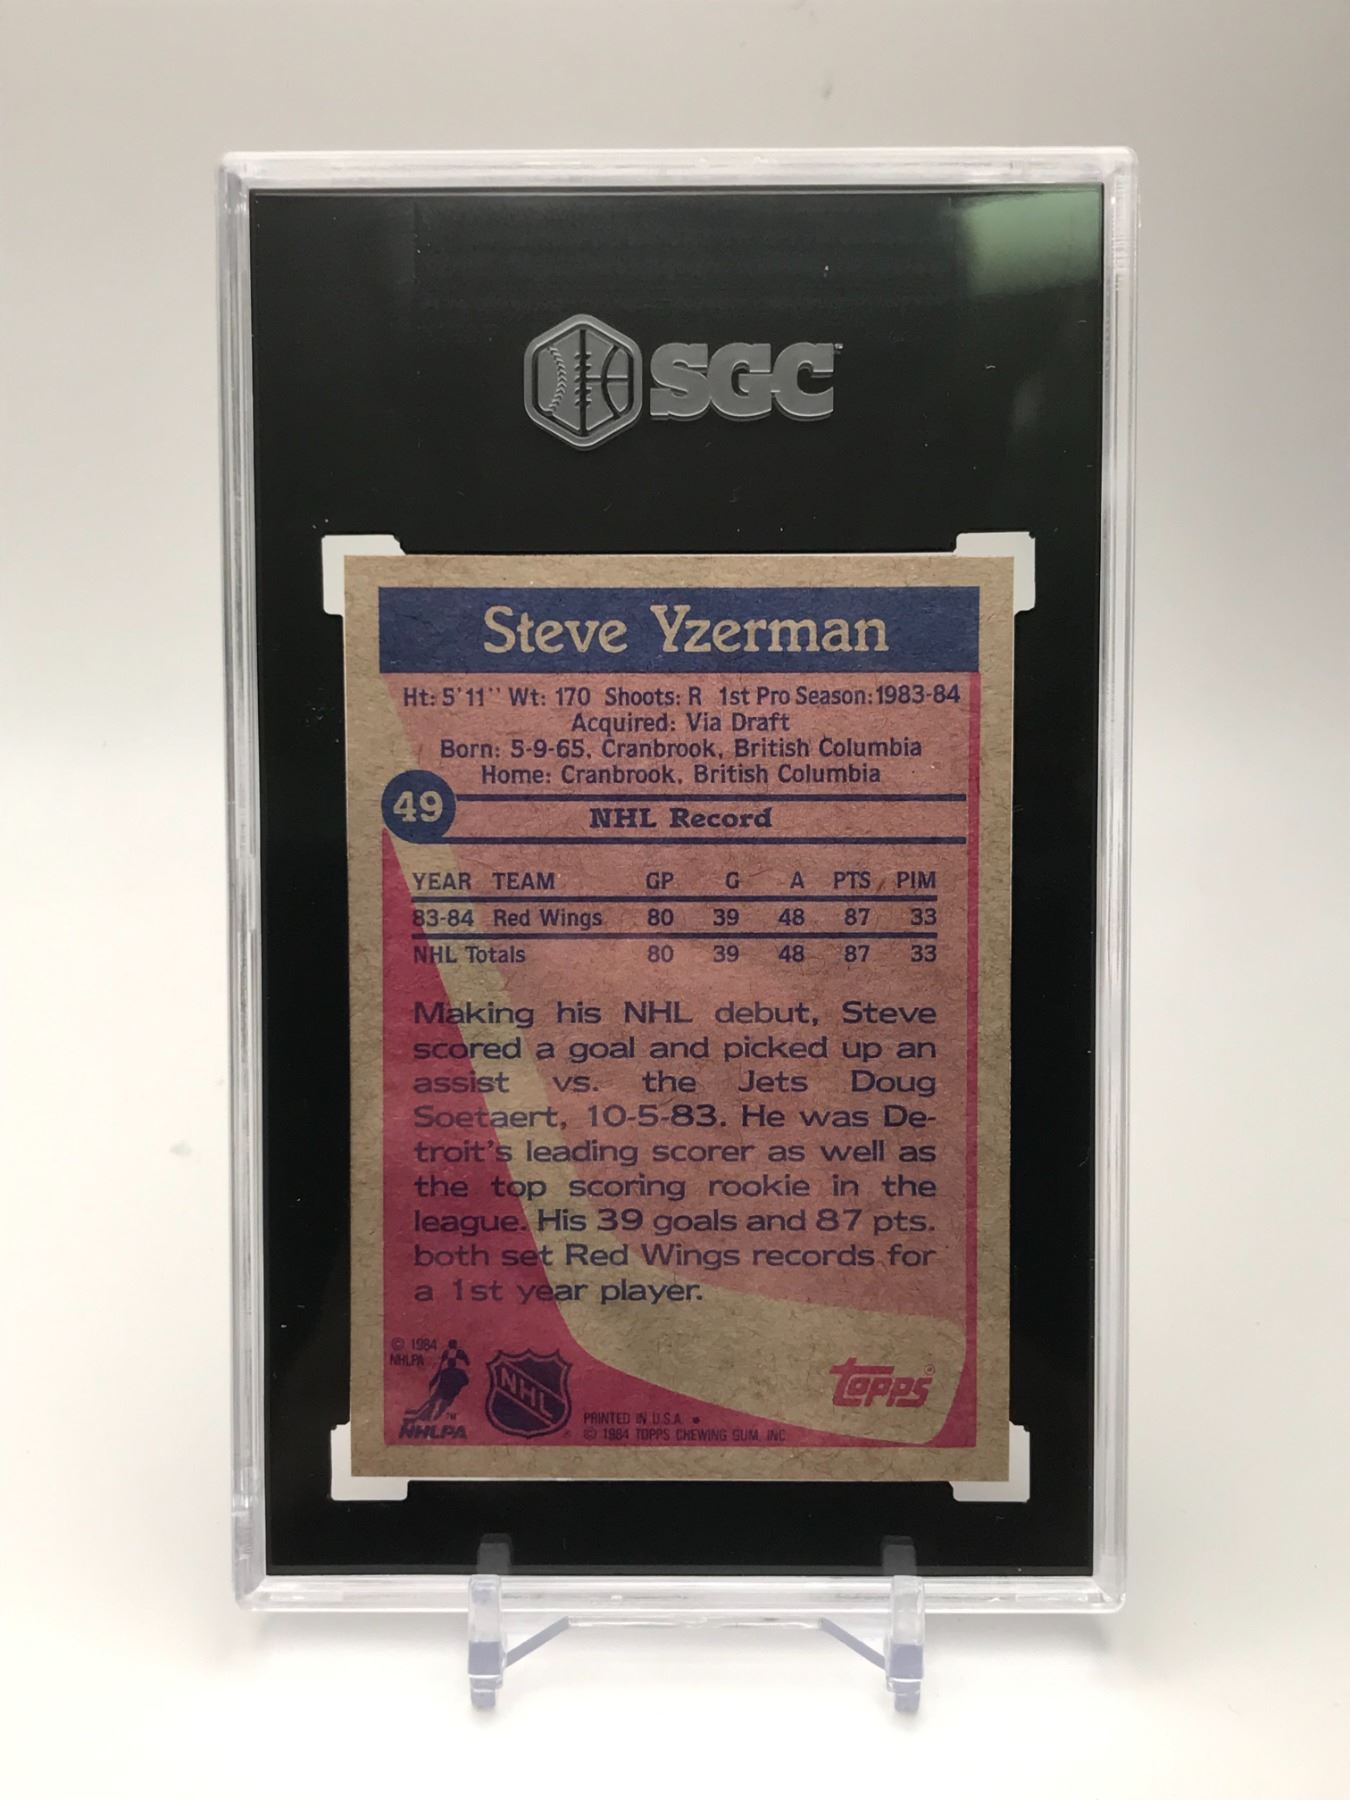 SGC
Steve Yzerman
Ht: 5'11'' Wt: 170 Shoots: R 1st Pro Season: 1983-84
Acquired: Via Draft
Born: 5-9-65, Cranbrook, British Columbia
Home: Cranbrook, British Columbia
49
NHL Record
YEAR TEAM GP G A PTS PIM
83-84 Red Wings 80 39 48 87 33
NHL Totals 80 39 48 87 33
Making his NHL debut, Steve
scored a goal and picked up an
assist vs. the Jets Doug
Soetaert, 10-5-83. He was De-
troit's leading scorer as well as
the top scoring rookie in the
league. His 39 goals and 87 pts.
both set Red Wings records for
a 1st year player.
© 1984
NHLPA
™
NHLPA
NHL
®
PRINTED IN U.S.A. •
© 1984 TOPPS CHEWING GUM, INC.
topps®